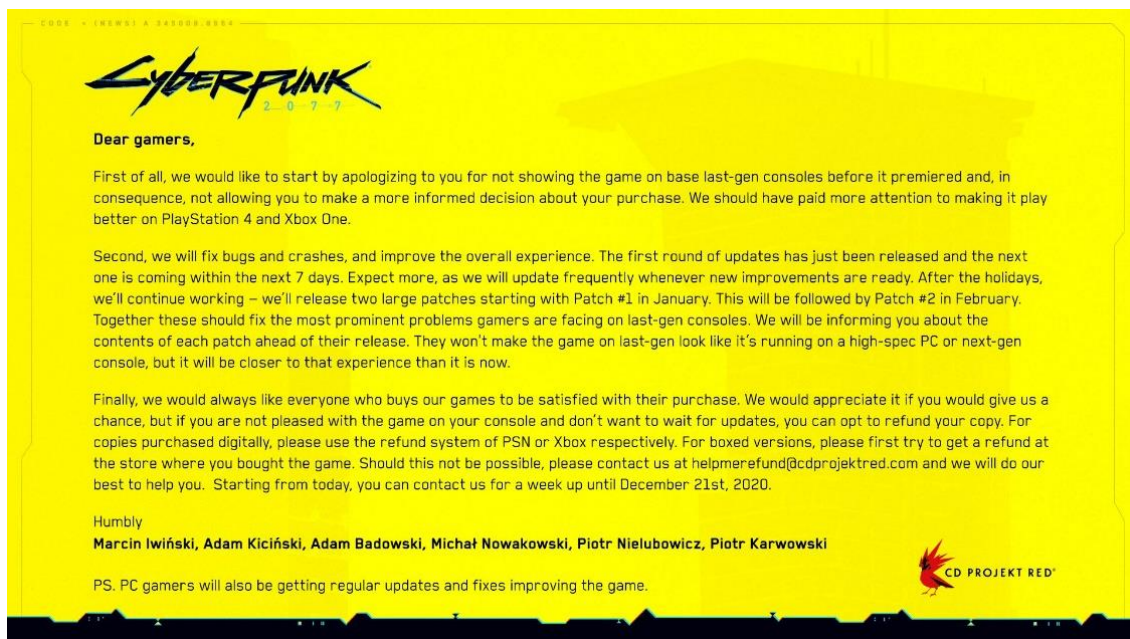 CODE
Cyberpunk
2.0.7.7
Dear gamers,
First of all, we would like to start by apologizing to you for not showing the game on base last-gen consoles before it premiered and, in
consequence, not allowing you to make a more informed decision about your purchase. We should have paid more attention to making it play
better on PlayStation 4 and Xbox One.
Second, we will fix bugs and crashes, and improve the overall experience. The first round of updates has just been released and the next
one is coming within the next 7 days. Expect more, as we will update frequently whenever new improvements are ready. After the holidays,
we'll continue working – we'll release two large patches starting with Patch #1 in January. This will be followed by Patch #2 in February.
Together these should fix the most prominent problems gamers are facing on last-gen consoles. We will be informing you about the
contents of each patch ahead of their release. They won't make the game on last-gen look like it's running on a high-spec PC or next-gen
console, but it will be closer to that experience than it is now.
Finally, we would always like everyone who buys our games to be satisfied with their purchase. We would appreciate it if you would give us a
chance, but if you are not pleased with the game on your console and don't want to wait for updates, you can opt to refund your copy. For
copies purchased digitally, please use the refund system of PSN or Xbox respectively. For boxed versions, please first try to get a refund at
the store where you bought the game. Should this not be possible, please contact us at helpmerefund@cdprojektred.com and we will do our
best to help you. Starting from today, you can contact us for a week up until December 21st, 2020.
Humbly
Marcin Iwiński, Adam Kiciński, Adam Badowski, Michał Nowakowski, Piotr Nielubowicz, Piotr Karwowski
CD PROJEKT RED®
PS. PC gamers will also be getting regular updates and fixes improving the game.